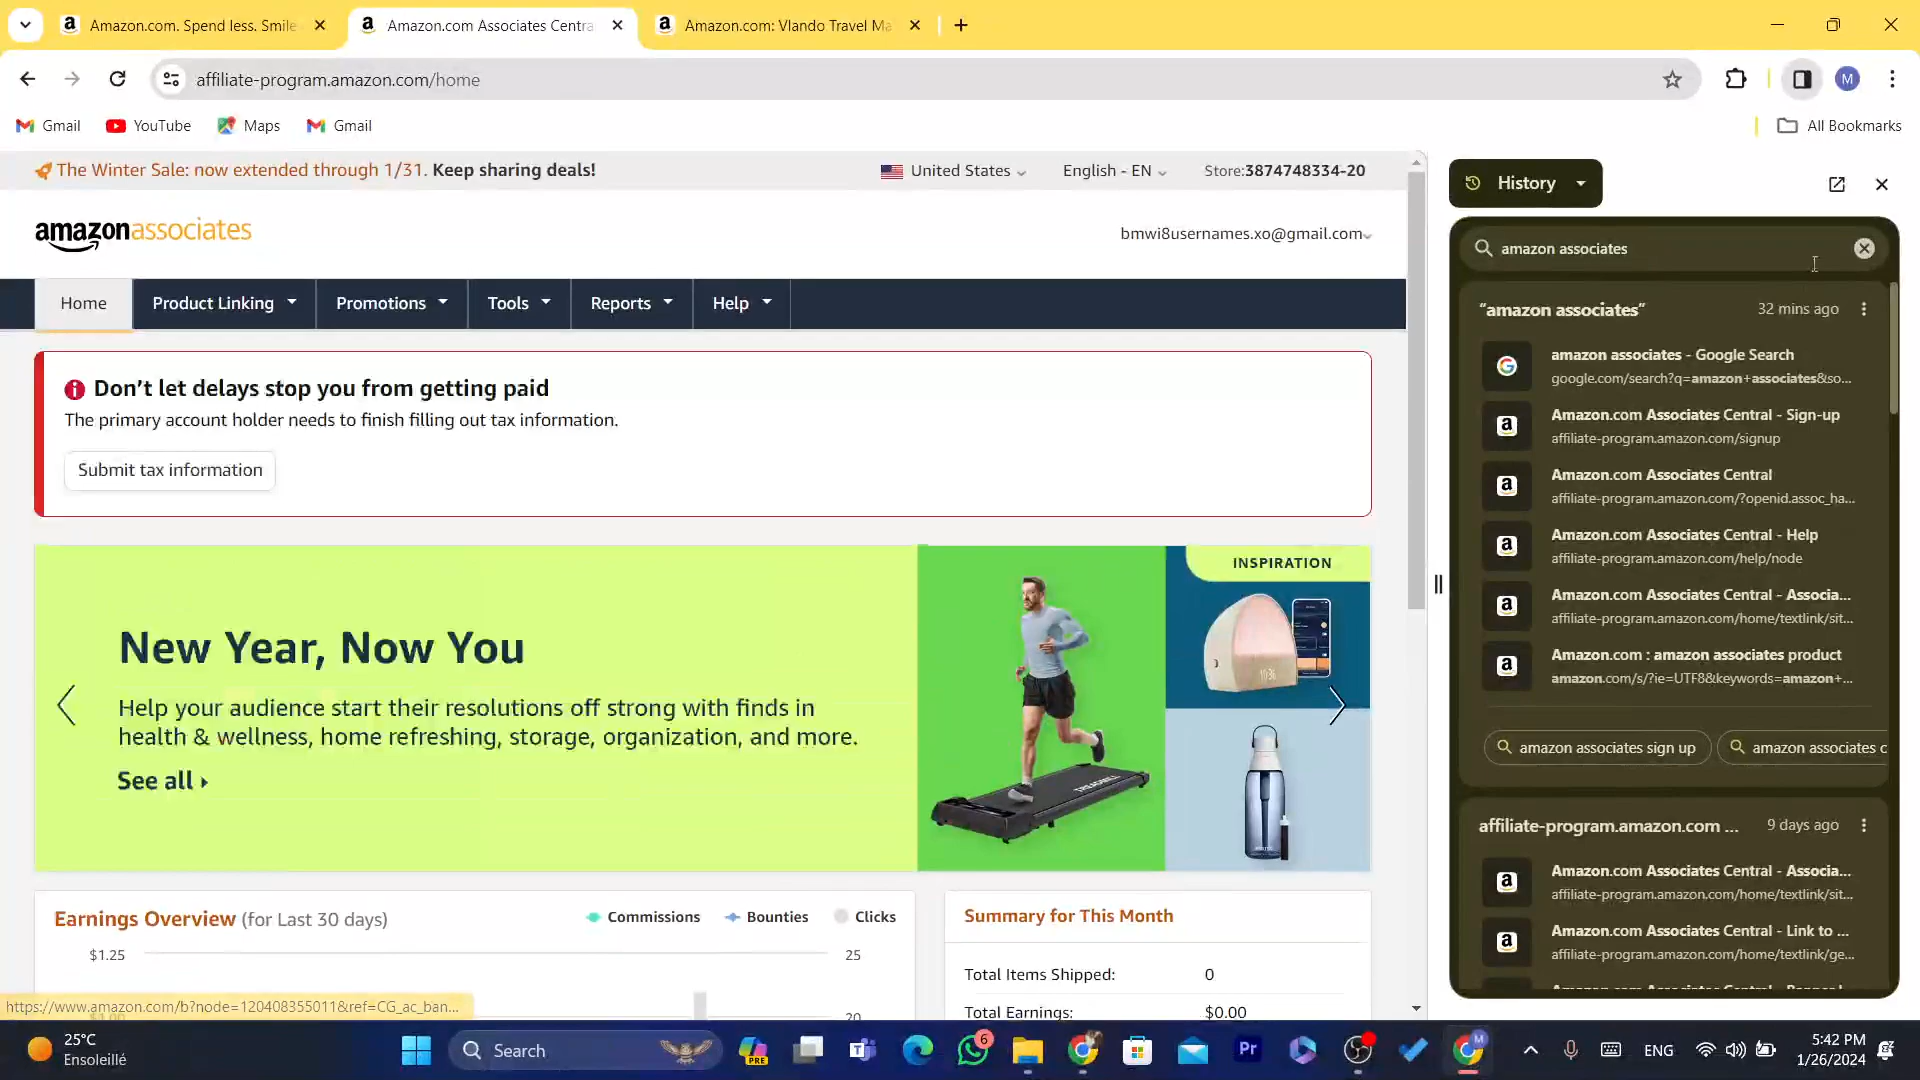 Amazon.com. Spend less. Smile
Amazon.com Associates Centra
Amazon.com: Vlando Travel Ma
affiliate-program.amazon.com/home
M
Gmail
YouTube
Maps
Gmail
All Bookmarks
The Winter Sale: now extended through 1/31. Keep sharing deals!
United States
English - EN
Store:3874748334-20
amazonassociates
bmwi8usernames.xo@gmail.com
Home
Product Linking
Promotions
Tools
Reports
Help
Don't let delays stop you from getting paid
The primary account holder needs to finish filling out tax information.
Submit tax information
New Year, Now You
Help your audience start their resolutions off strong with finds in
health & wellness, home refreshing, storage, organization, and more.
See all
INSPIRATION
TREADMILL
Earnings Overview (for Last 30 days)
Commissions
Bounties
Clicks
$1.25
25
$1.00
20
Summary for This Month
Total Items Shipped: 0
Total Earnings: $0.00
https://www.amazon.com/b?node=120408355011&ref=CG_ac_ban...
History
amazon associates
"amazon associates"
32 mins ago
amazon associates - Google Search
google.com/search?q=amazon+associates&so...
Amazon.com Associates Central - Sign-up
affiliate-program.amazon.com/signup
Amazon.com Associates Central
affiliate-program.amazon.com/?openid.assoc_ha...
Amazon.com Associates Central - Help
affiliate-program.amazon.com/help/node
Amazon.com Associates Central - Associa...
affiliate-program.amazon.com/home/textlink/sit...
Amazon.com : amazon associates product
amazon.com/s/?ie=UTF8&keywords=amazon+...
amazon associates sign up
amazon associates c
affiliate-program.amazon.com ...
9 days ago
Amazon.com Associates Central - Associa...
affiliate-program.amazon.com/home/textlink/sit...
Amazon.com Associates Central - Link to ...
affiliate-program.amazon.com/home/textlink/ge...
25°C
Ensoleillé
Search
PRE
6
Pr
M
ENG
5:42 PM
1/26/2024